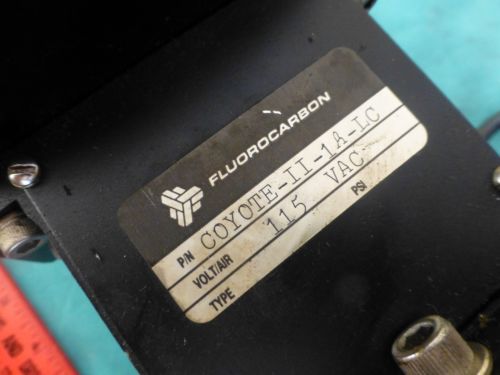 FLUOROCARBON
P/N COYOTE-II-1A-LC
VOLT/AIR 115 VAC PSI
TYPE